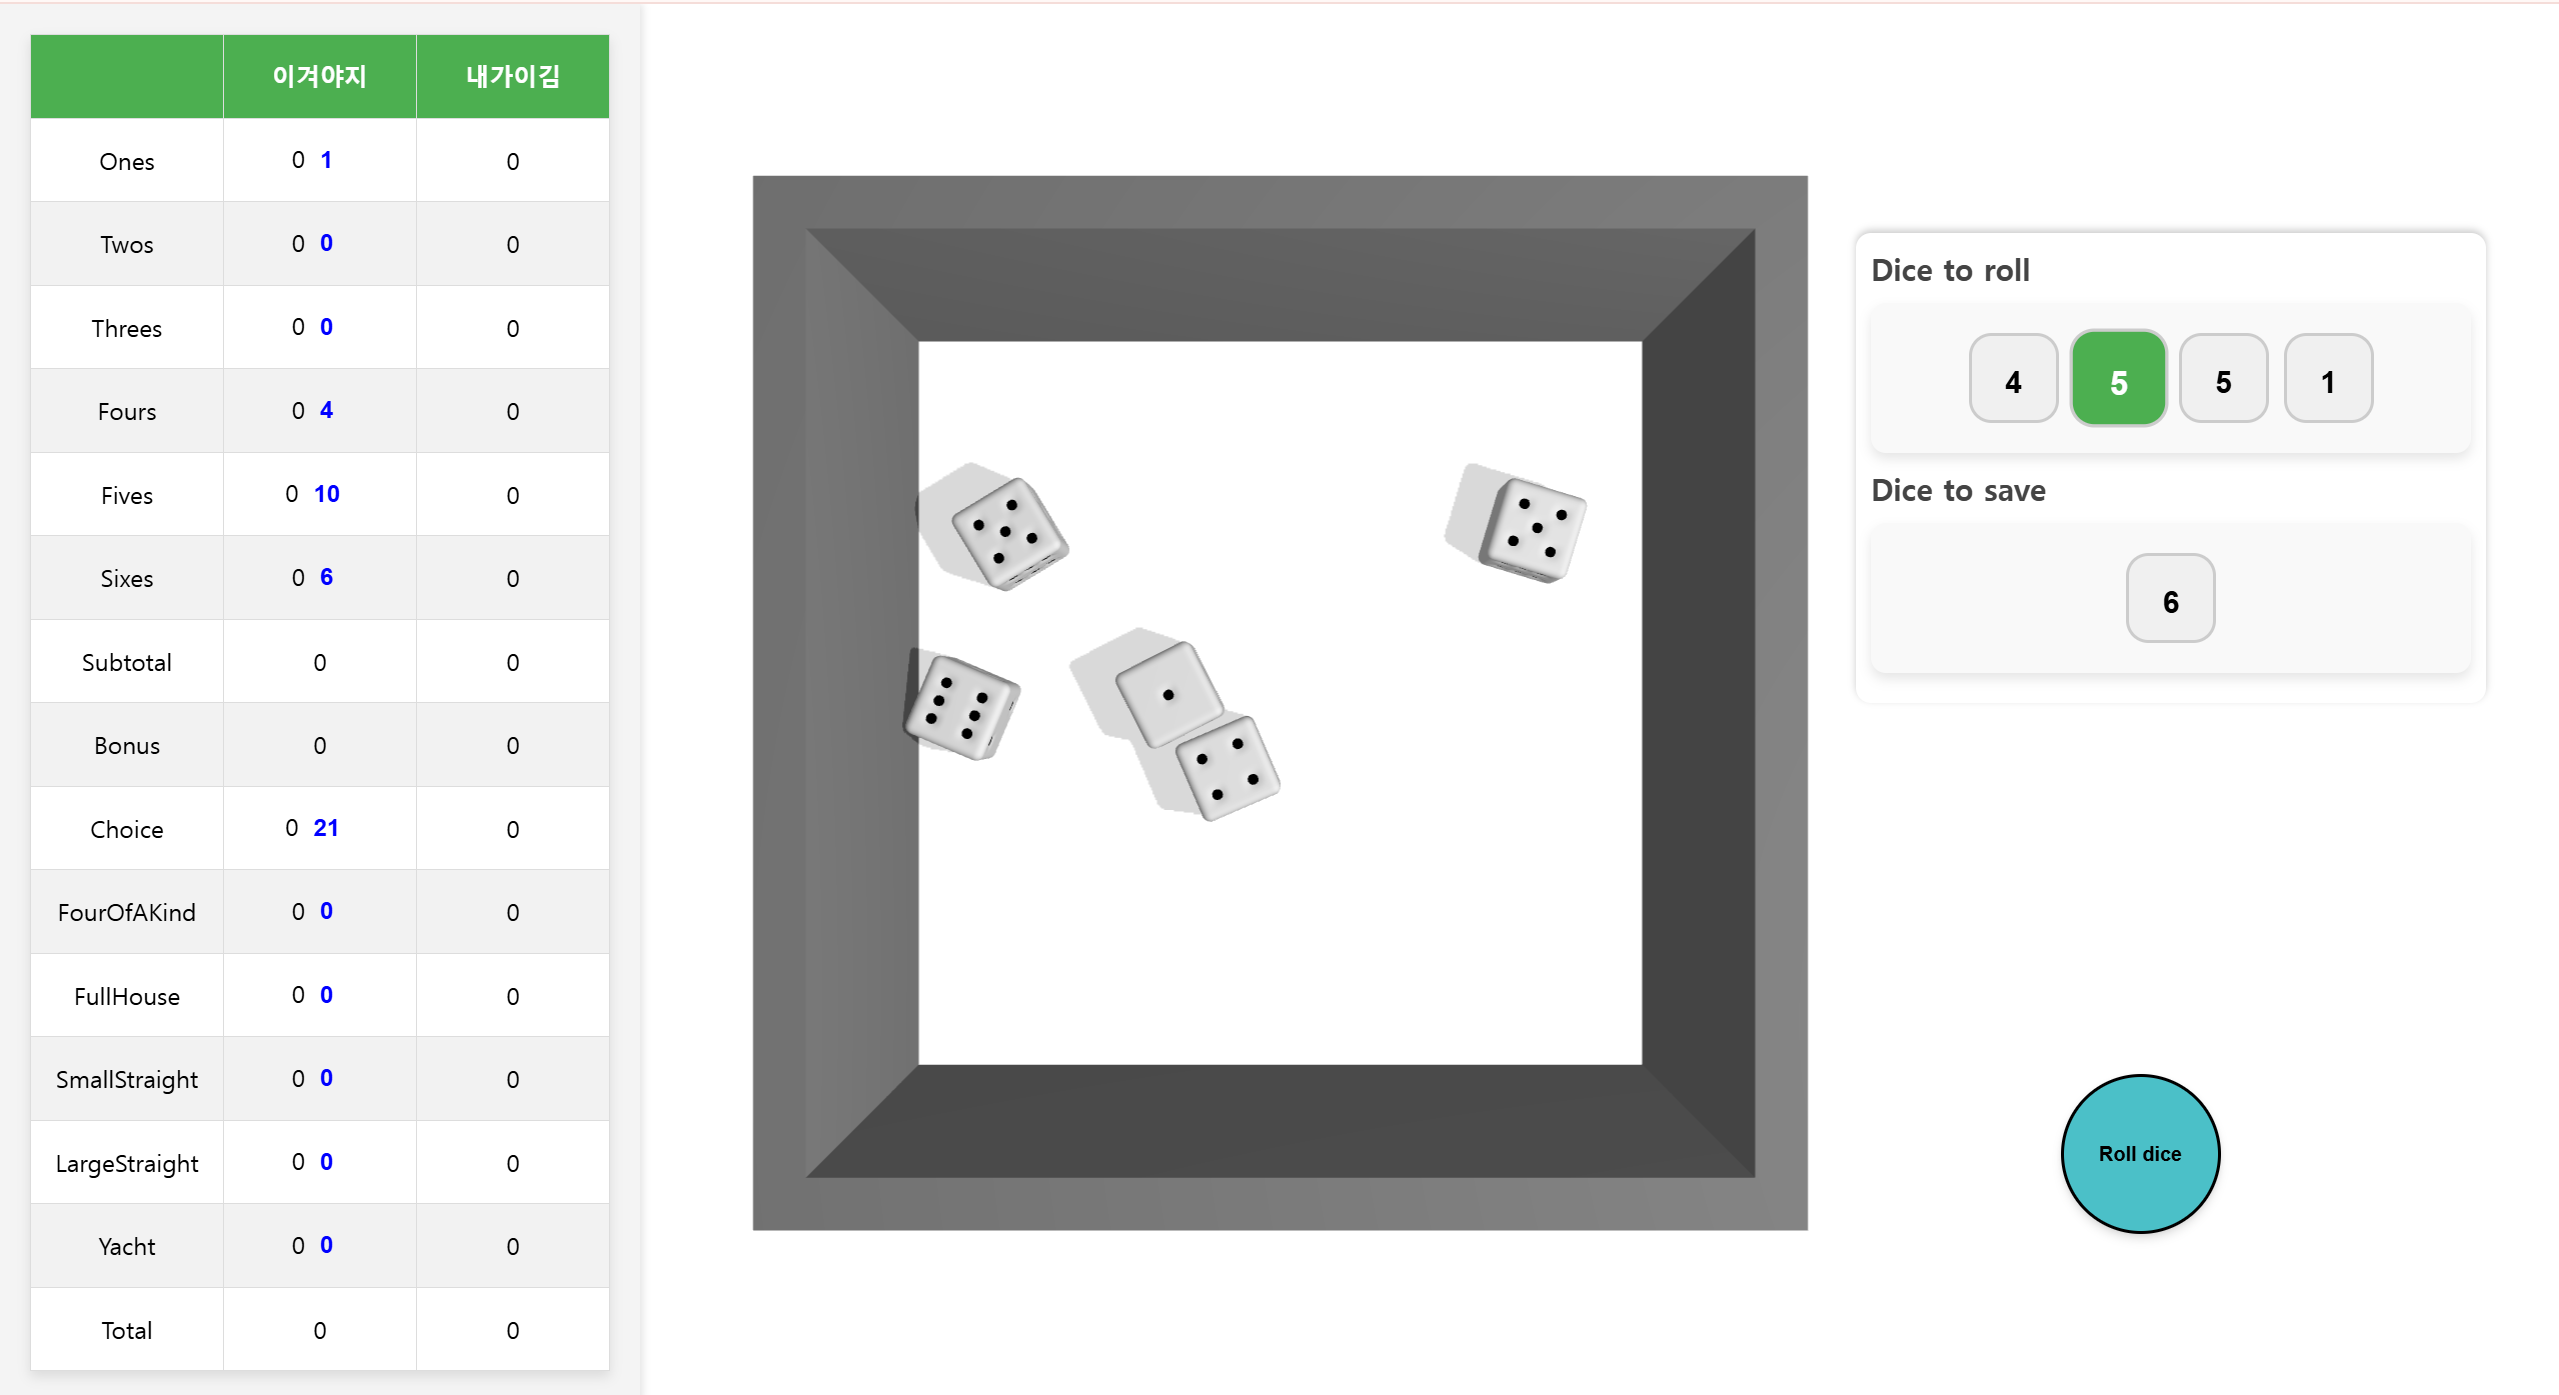 이겨야지 내가이김
Ones 0 1 0
Twos 0 0 0
Threes 0 0 0
Fours 0 4 0
Fives 0 10 0
Sixes 0 6 0
Subtotal 0 0
Bonus 0 0
Choice 0 21 0
FourOfAKind 0 0 0
FullHouse 0 0 0
SmallStraight 0 0 0
LargeStraight 0 0 0
Yacht 0 0 0
Total 0 0
Dice to roll
4 5 5 1
Dice to save
6
Roll dice